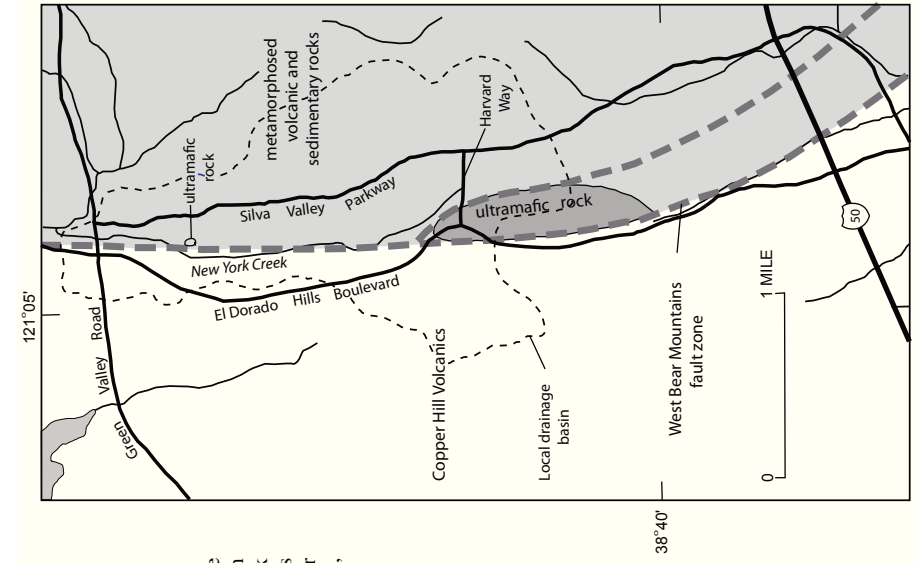 121°05'
Green Valley Road
ultramafic
rock
metamorphosed
volcanic and
sedimentary rocks
Silva Valley Parkway
Harvard
Way
New York Creek
El Dorado Hills Boulevard
ultramafic rock
Copper Hill Volcanics
Local drainage
basin
West Bear Mountains
fault zone
0 1 MILE
50
38°40'